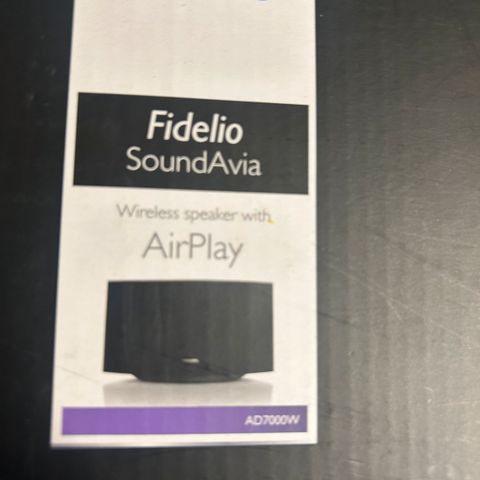 Fidelio
SoundAvia
Wireless speaker with
AirPlay
AD7000W